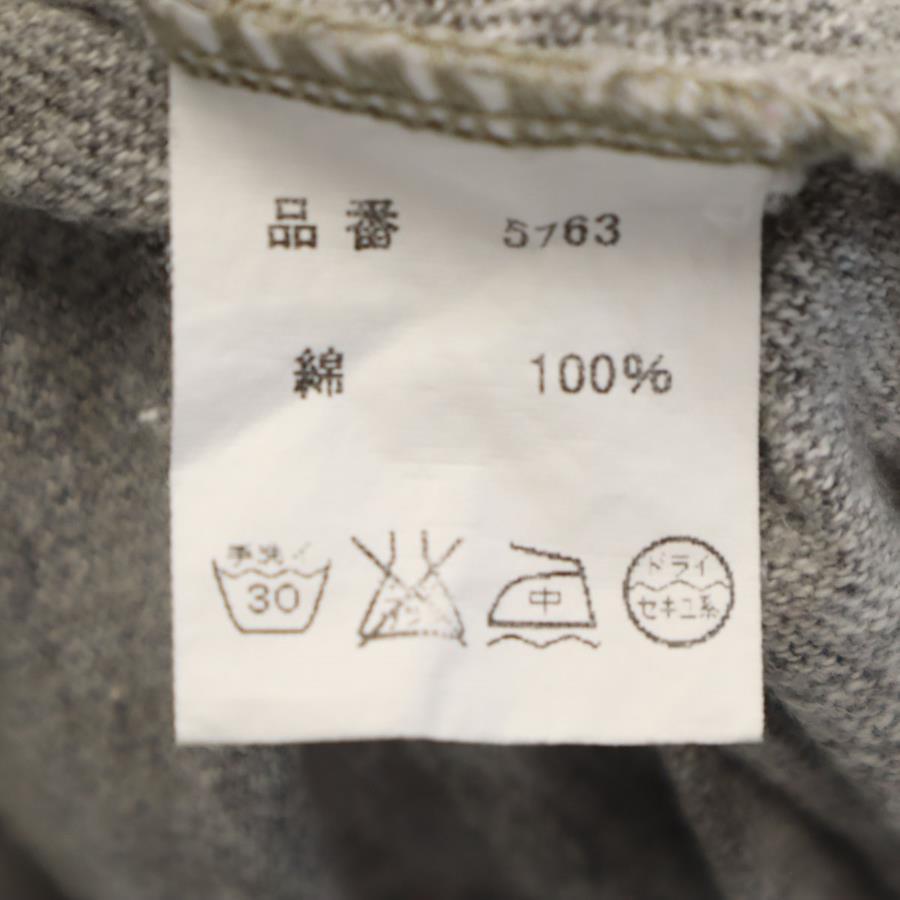 品番 5763
綿 100%
手洗イ
30
中
ドライ
セキユ系